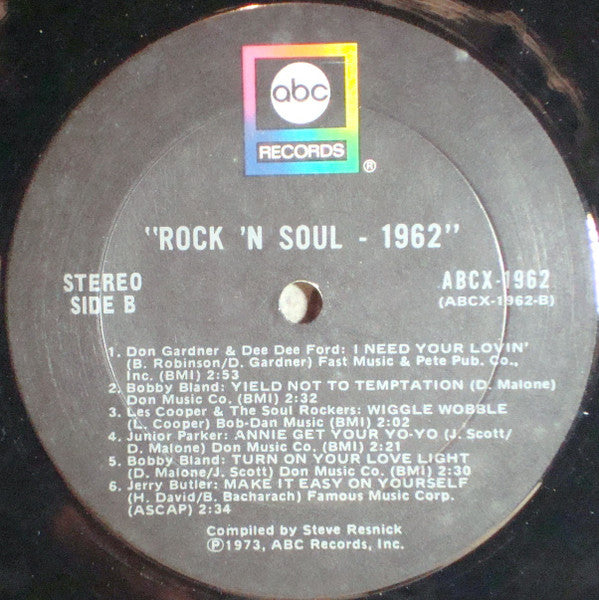 abc
RECORDS
®
"ROCK 'N SOUL - 1962"
STEREO
SIDE B
ABCX-1962
(ABCX-1962-B)
1. Don Gardner & Dee Dee Ford: I NEED YOUR LOVIN'
(B. Robinson/D. Gardner) Fast Music & Pete Pub. Co.,
Inc. (BMI) 2:53
2. Bobby Bland: YIELD NOT TO TEMPTATION (D. Malone)
Don Music Co. (BMI) 2:32
3. Les Cooper & The Soul Rockers: WIGGLE WOBBLE
(L. Cooper) Bob-Dan Music (BMI) 2:02
4. Junior Parker: ANNIE GET YOUR YO-YO (J. Scott/
D. Malone) Don Music Co. (BMI) 2:21
5. Bobby Bland: TURN ON YOUR LOVE LIGHT
(D. Malone/J. Scott) Don Music Co. (BMI) 2:30
6. Jerry Butler: MAKE IT EASY ON YOURSELF
(H. David/B. Bacharach) Famous Music Corp.
(ASCAP) 2:34
Compiled by Steve Resnick
℗1973, ABC Records, Inc.